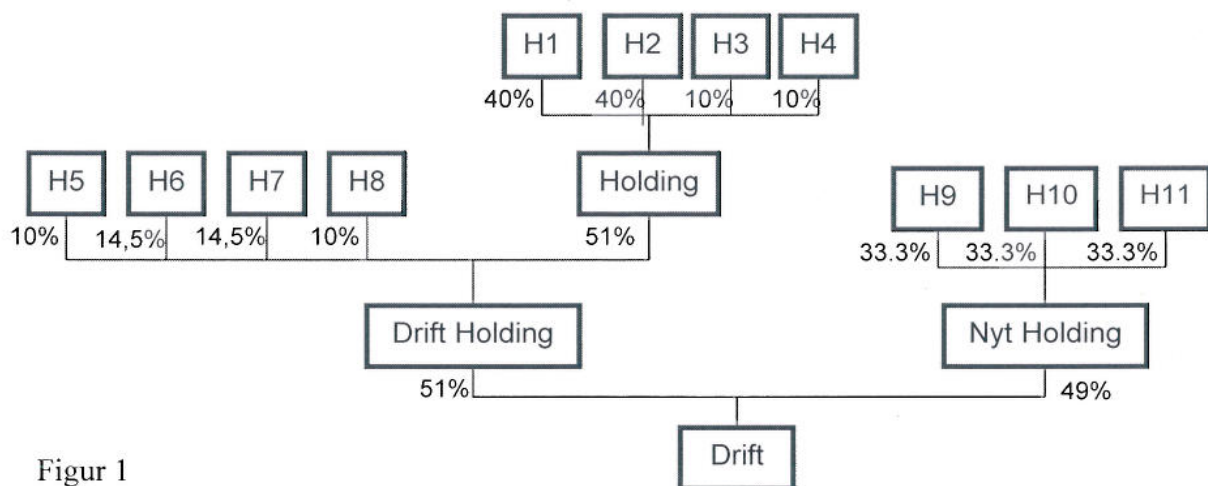 H1 H2 H3 H4
40% 40% 10% 10%
H5 H6 H7 H8 Holding H9 H10 H11
10% 14,5% 14,5% 10% 51% 33.3% 33.3% 33.3%
Drift Holding Nyt Holding
51% 49%
Drift
Figur 1